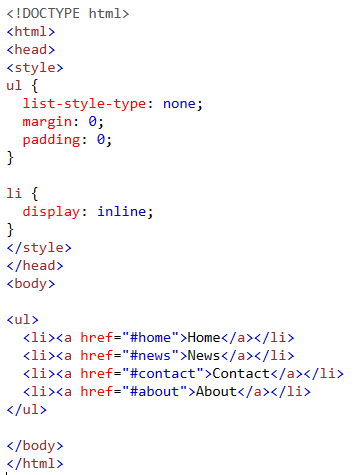 <!DOCTYPE html>
<html>
<head>
<style>
ul {
  list-style-type: none;
  margin: 0;
  padding: 0;
}

li {
  display: inline;
}
</style>
</head>
<body>

<ul>
  <li><a href="#home">Home</a></li>
  <li><a href="#news">News</a></li>
  <li><a href="#contact">Contact</a></li>
  <li><a href="#about">About</a></li>
</ul>

</body>
</html>